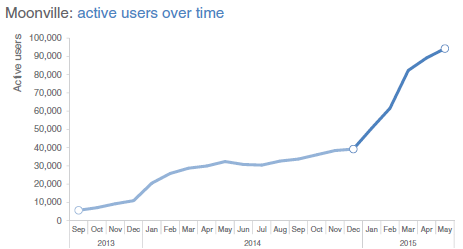 Moonville: active users over time
Active users
100,000
90,000
80,000
70,000
60,000
50,000
40,000
30,000
20,000
10,000
0
Sep Oct Nov Dec Jan Feb Mar Apr May Jun Jul Aug Sep Oct Nov Dec Jan Feb Mar Apr May
2013 2014 2015